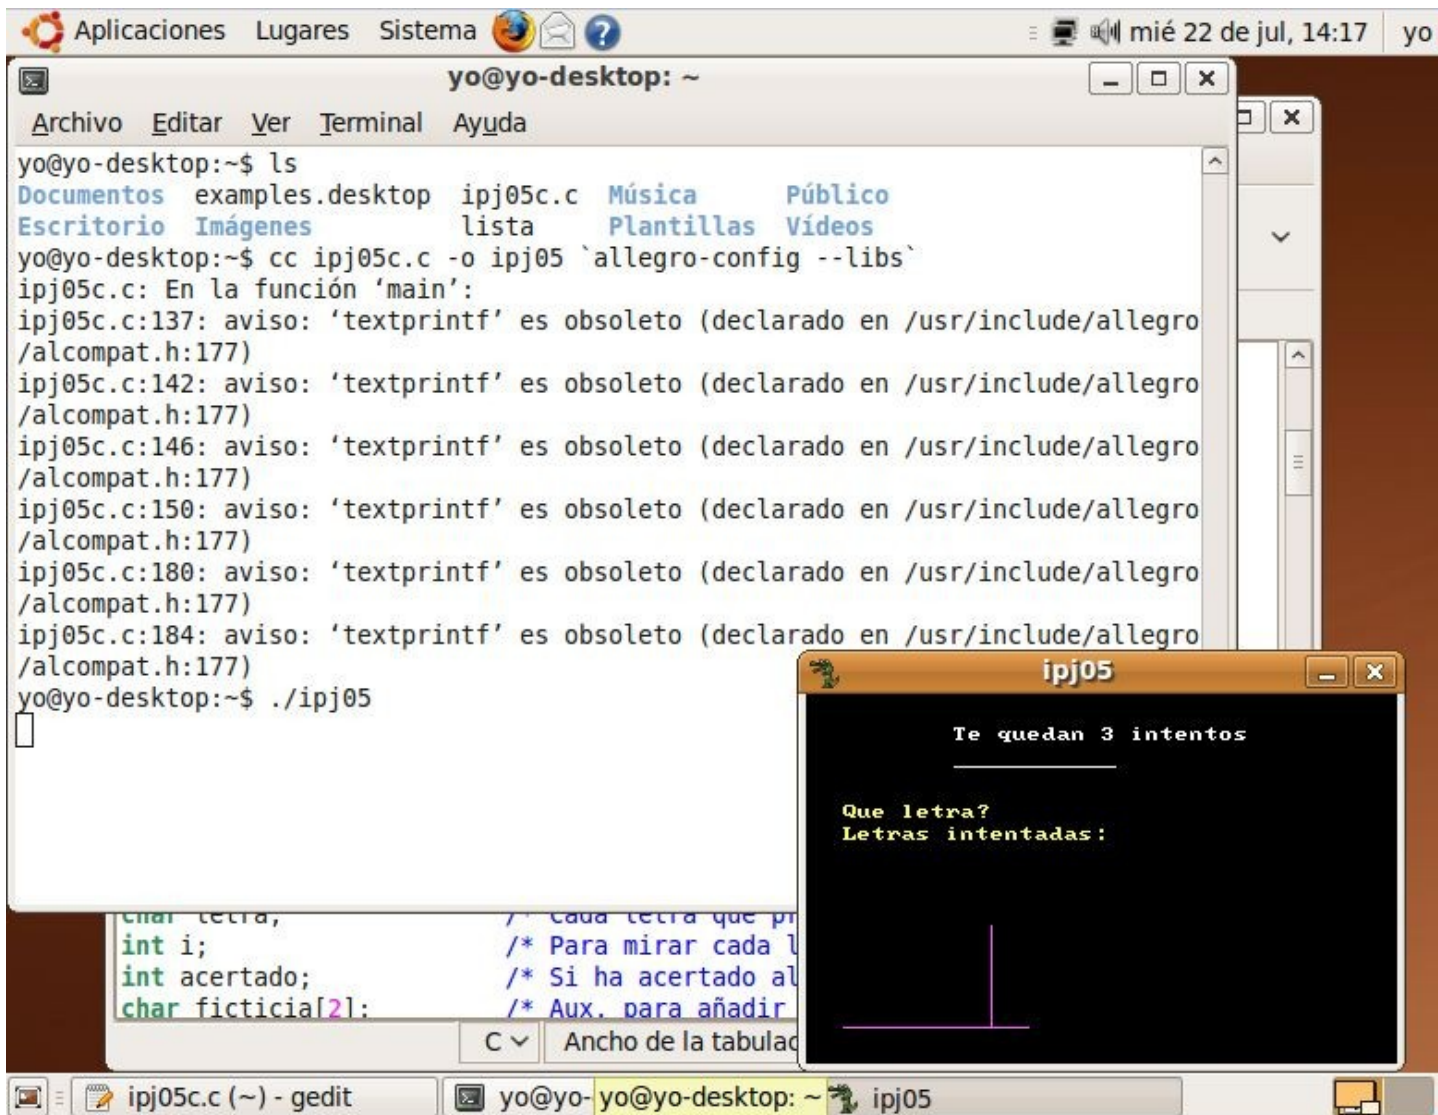 Aplicaciones Lugares Sistema mié 22 de jul, 14:17 yo
yo@yo-desktop: ~
Archivo Editar Ver Terminal Ayuda
yo@yo-desktop:~$ ls
Documentos examples.desktop ipj05c.c Música Público
Escritorio Imágenes lista Plantillas Vídeos
yo@yo-desktop:~$ cc ipj05c.c -o ipj05 `allegro-config --libs`
ipj05c.c: En la función ‘main’:
ipj05c.c:137: aviso: ‘textprintf’ es obsoleto (declarado en /usr/include/allegro
/alcompat.h:177)
ipj05c.c:142: aviso: ‘textprintf’ es obsoleto (declarado en /usr/include/allegro
/alcompat.h:177)
ipj05c.c:146: aviso: ‘textprintf’ es obsoleto (declarado en /usr/include/allegro
/alcompat.h:177)
ipj05c.c:150: aviso: ‘textprintf’ es obsoleto (declarado en /usr/include/allegro
/alcompat.h:177)
ipj05c.c:180: aviso: ‘textprintf’ es obsoleto (declarado en /usr/include/allegro
/alcompat.h:177)
ipj05c.c:184: aviso: ‘textprintf’ es obsoleto (declarado en /usr/include/allegro
/alcompat.h:177)
yo@yo-desktop:~$ ./ipj05
ipj05
Te quedan 3 intentos
Que letra?
Letras intentadas:
char letra; /* Cada letra que p
int i; /* Para mirar cada l
int acertado; /* Si ha acertado al
char ficticia[2]; /* Aux. para añadir
C Ancho de la tabulac
ipj05c.c (~) - gedit yo@yo- yo@yo-desktop: ~ ipj05